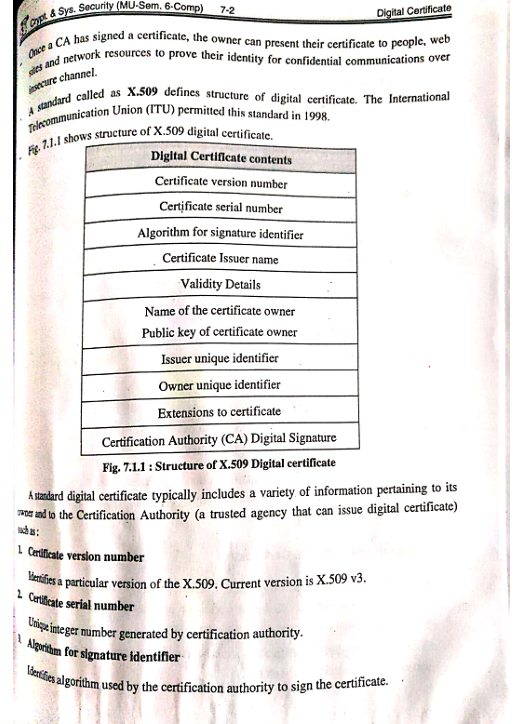 Crypt. & Sys. Security (MU-Sem. 6-Comp) 7-2 Digital Certificate
Once a CA has signed a certificate, the owner can present their certificate to people, web
sites and network resources to prove their identity for confidential communications over
insecure channel.
A standard called as X.509 defines structure of digital certificate. The International
Telecommunication Union (ITU) permitted this standard in 1998.
Fig. 7.1.1 shows structure of X.509 digital certificate.
Digital Certificate contents
Certificate version number
Certificate serial number
Algorithm for signature identifier
Certificate Issuer name
Validity Details
Name of the certificate owner
Public key of certificate owner
Issuer unique identifier
Owner unique identifier
Extensions to certificate
Certification Authority (CA) Digital Signature
Fig. 7.1.1 : Structure of X.509 Digital certificate
A standard digital certificate typically includes a variety of information pertaining to its
owner and to the Certification Authority (a trusted agency that can issue digital certificate)
such as :
1. Certificate version number
Identifies a particular version of the X.509. Current version is X.509 v3.
2. Certificate serial number
Unique integer number generated by certification authority.
3. Algorithm for signature identifier
Identifies algorithm used by the certification authority to sign the certificate.